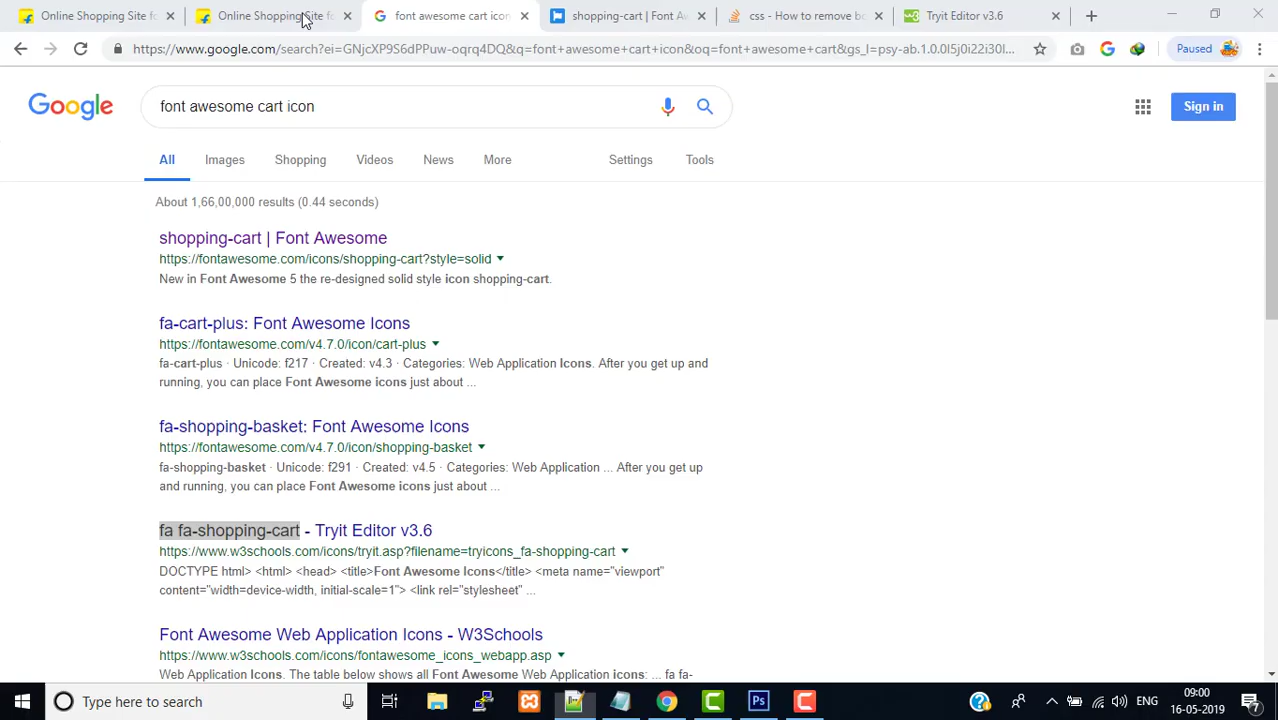 Online Shopping Site fo
Online Shopping Site fo
font awesome cart icon
shopping-cart | Font Aw
css - How to remove bo
Tryit Editor v3.6
https://www.google.com/search?ei=GNjcXP9S6dPPuw-oqrq4DQ&q=font+awesome+cart+icon&oq=font+awesome+cart&gs_l=psy-ab.1.0.0l5j0i22i30l...
Paused
Google
font awesome cart icon
Sign in
All Images Shopping Videos News More Settings Tools
About 1,66,00,000 results (0.44 seconds)
shopping-cart | Font Awesome
https://fontawesome.com/icons/shopping-cart?style=solid
New in Font Awesome 5 the re-designed solid style icon shopping-cart.
fa-cart-plus: Font Awesome Icons
https://fontawesome.com/v4.7.0/icon/cart-plus
fa-cart-plus · Unicode: f217 · Created: v4.3 · Categories: Web Application Icons. After you get up and
running, you can place Font Awesome icons just about ...
fa-shopping-basket: Font Awesome Icons
https://fontawesome.com/v4.7.0/icon/shopping-basket
fa-shopping-basket · Unicode: f291 · Created: v4.5 · Categories: Web Application ... After you get up
and running, you can place Font Awesome icons just about ...
fa fa-shopping-cart - Tryit Editor v3.6
https://www.w3schools.com/icons/tryit.asp?filename=tryicons_fa-shopping-cart
DOCTYPE html> <html> <head> <title>Font Awesome Icons</title> <meta name="viewport"
content="width=device-width, initial-scale=1"> <link rel="stylesheet" ...
Font Awesome Web Application Icons - W3Schools
https://www.w3schools.com/icons/fontawesome_icons_webapp.asp
Web Application Icons. The table below shows all Font Awesome Web Application icons: ... fa fa-
Type here to search
ENG
09:00
16-05-2019
7